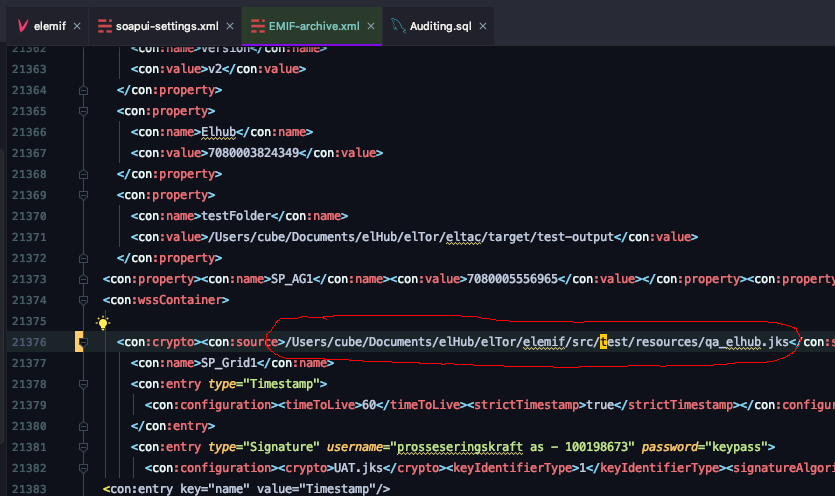 elemif
soapui-settings.xml
EMIF-archive.xml
Auditing.sql
21362 <con:name>version</con:name>
21363 <con:value>v2</con:value>
21364 </con:property>
21365 <con:property>
21366 <con:name>Elhub</con:name>
21367 <con:value>7080003824349</con:value>
21368 </con:property>
21369 <con:property>
21370 <con:name>testFolder</con:name>
21371 <con:value>/Users/cube/Documents/elHub/elTor/eltac/target/test-output</con:value>
21372 </con:property>
21373 <con:property><con:name>SP_AG1</con:name><con:value>7080005556965</con:value></con:property><con:property
21374 <con:wssContainer>
21375
21376 <con:crypto><con:source>/Users/cube/Documents/elHub/elTor/elemif/src/test/resources/qa_elhub.jks</con:s
21377 <con:name>SP_Grid1</con:name>
21378 <con:entry type="Timestamp">
21379 <con:configuration><timeToLive>60</timeToLive><strictTimestamp>true</strictTimestamp></con:configu
21380 </con:entry>
21381 <con:entry type="Signature" username="prosseseringskraft as - 100198673" password="keypass">
21382 <con:configuration><crypto>UAT.jks</crypto><keyIdentifierType>1</keyIdentifierType><signatureAlgori
21383 <con:entry key="name" value="Timestamp"/>